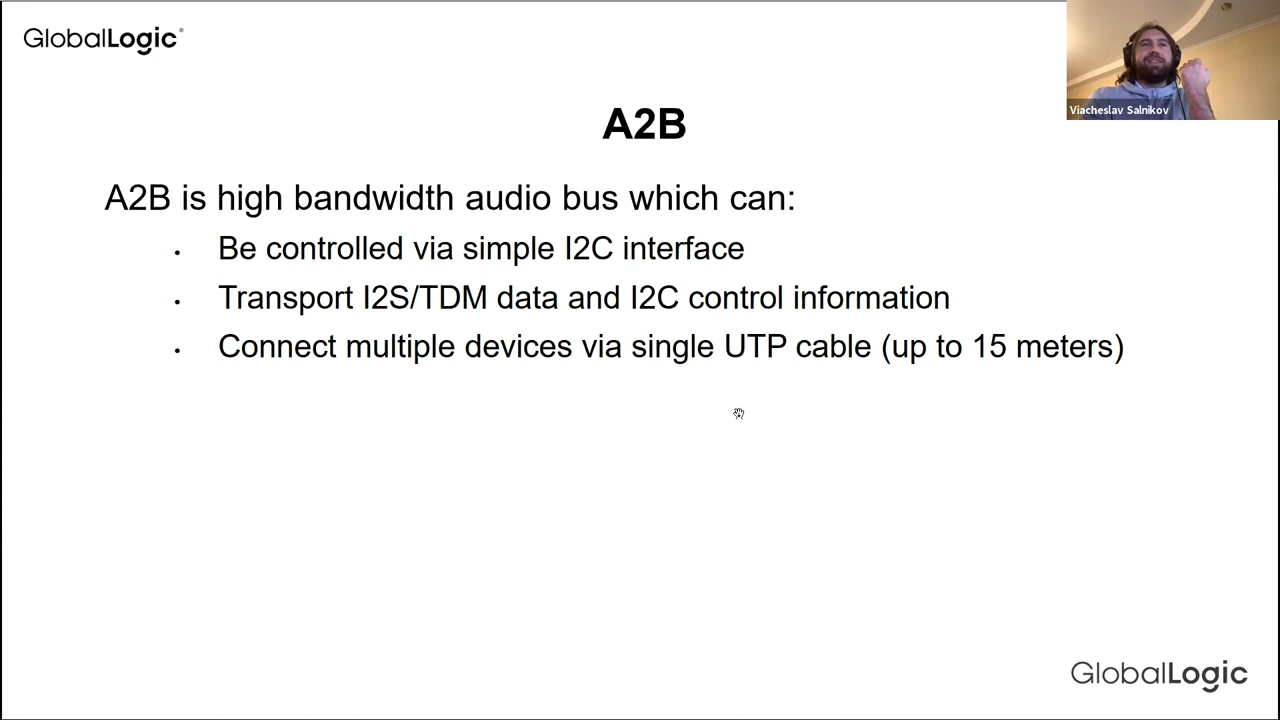 GlobalLogic
Viacheslav Salnikov
A2B
A2B is high bandwidth audio bus which can:
• Be controlled via simple I2C interface
• Transport I2S/TDM data and I2C control information
• Connect multiple devices via single UTP cable (up to 15 meters)
GlobalLogic